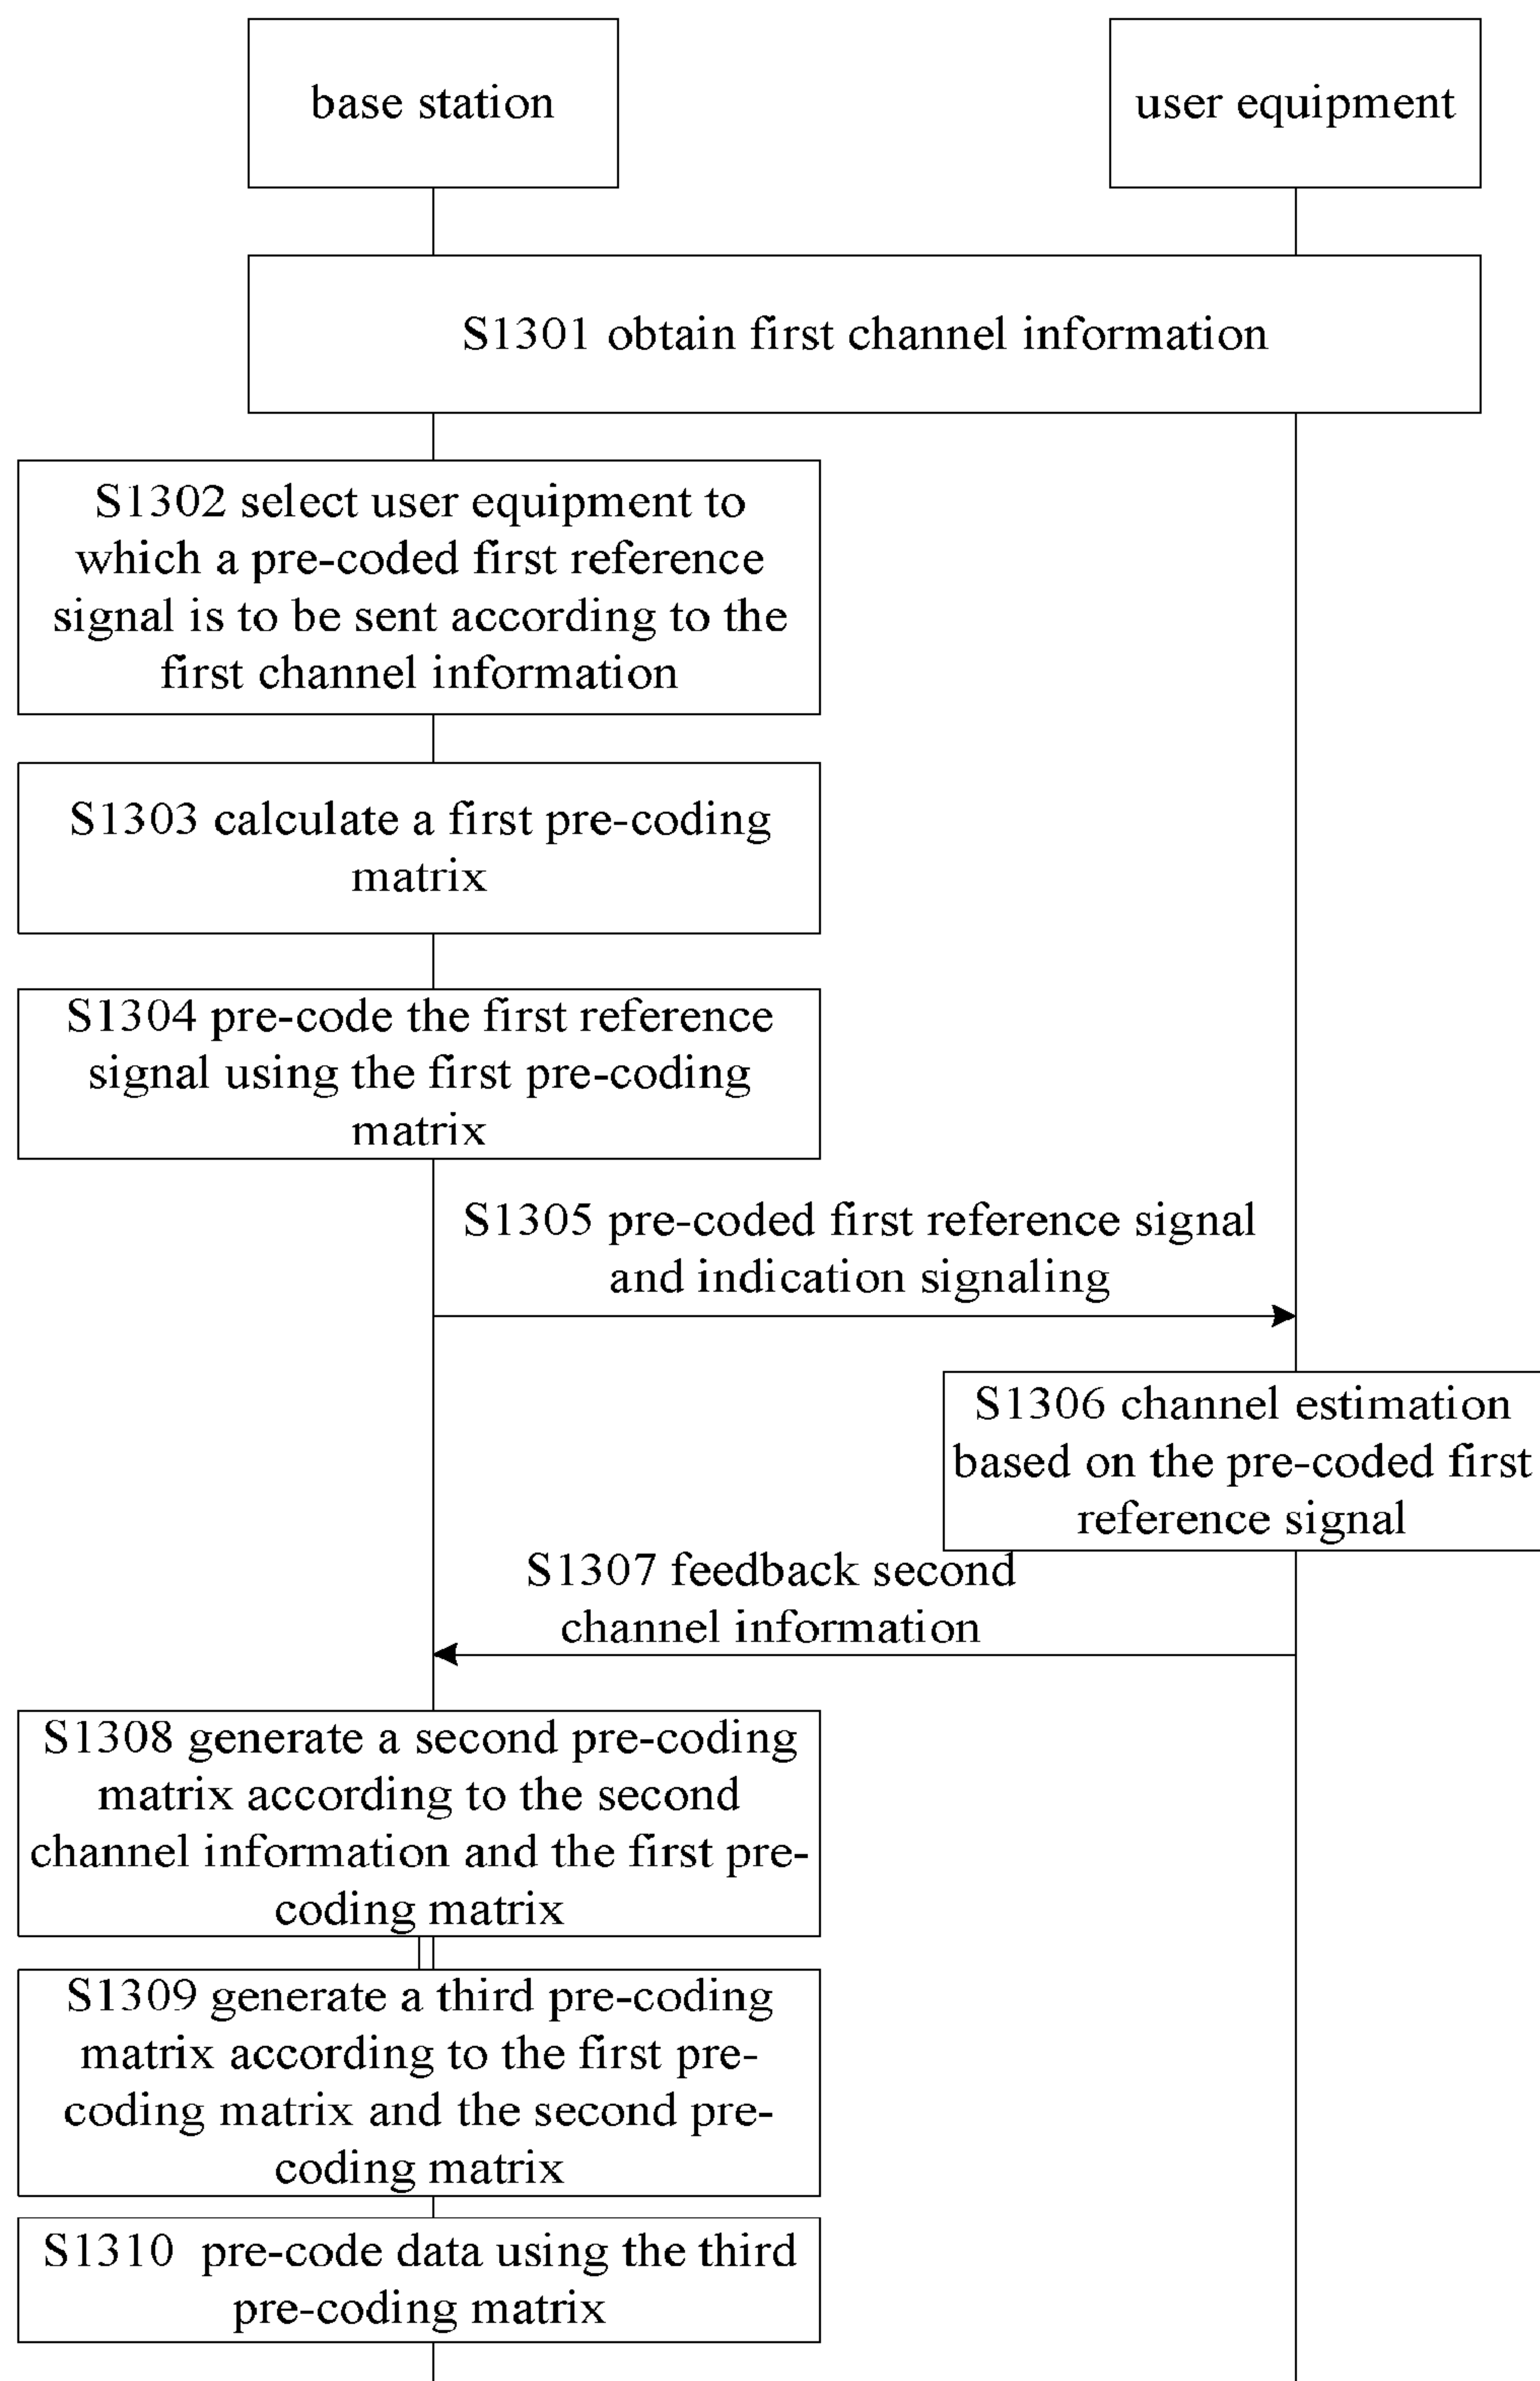 base station
user equipment
S1301 obtain first channel information
S1302 select user equipment to
which a pre-coded first reference
signal is to be sent according to the
first channel information
S1303 calculate a first pre-coding
matrix
S1304 pre-code the first reference
signal using the first pre-coding
matrix
S1305 pre-coded first reference signal
and indication signaling
S1306 channel estimation
based on the pre-coded first
reference signal
S1307 feedback second
channel information
S1308 generate a second pre-coding
matrix according to the second
channel information and the first pre-
coding matrix
S1309 generate a third pre-coding
matrix according to the first pre-
coding matrix and the second pre-
coding matrix
S1310 pre-code data using the third
pre-coding matrix